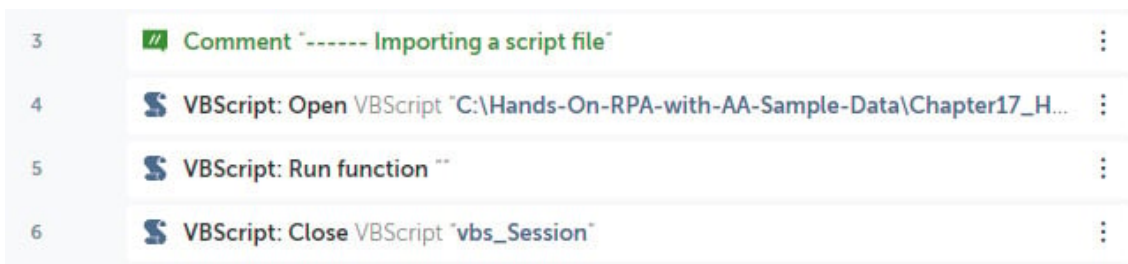 3 Comment "------ Importing a script file"
4 VBScript: Open VBScript "C:\Hands-On-RPA-with-AA-Sample-Data\Chapter17_H...
5 VBScript: Run function ""
6 VBScript: Close VBScript "vbs_Session"